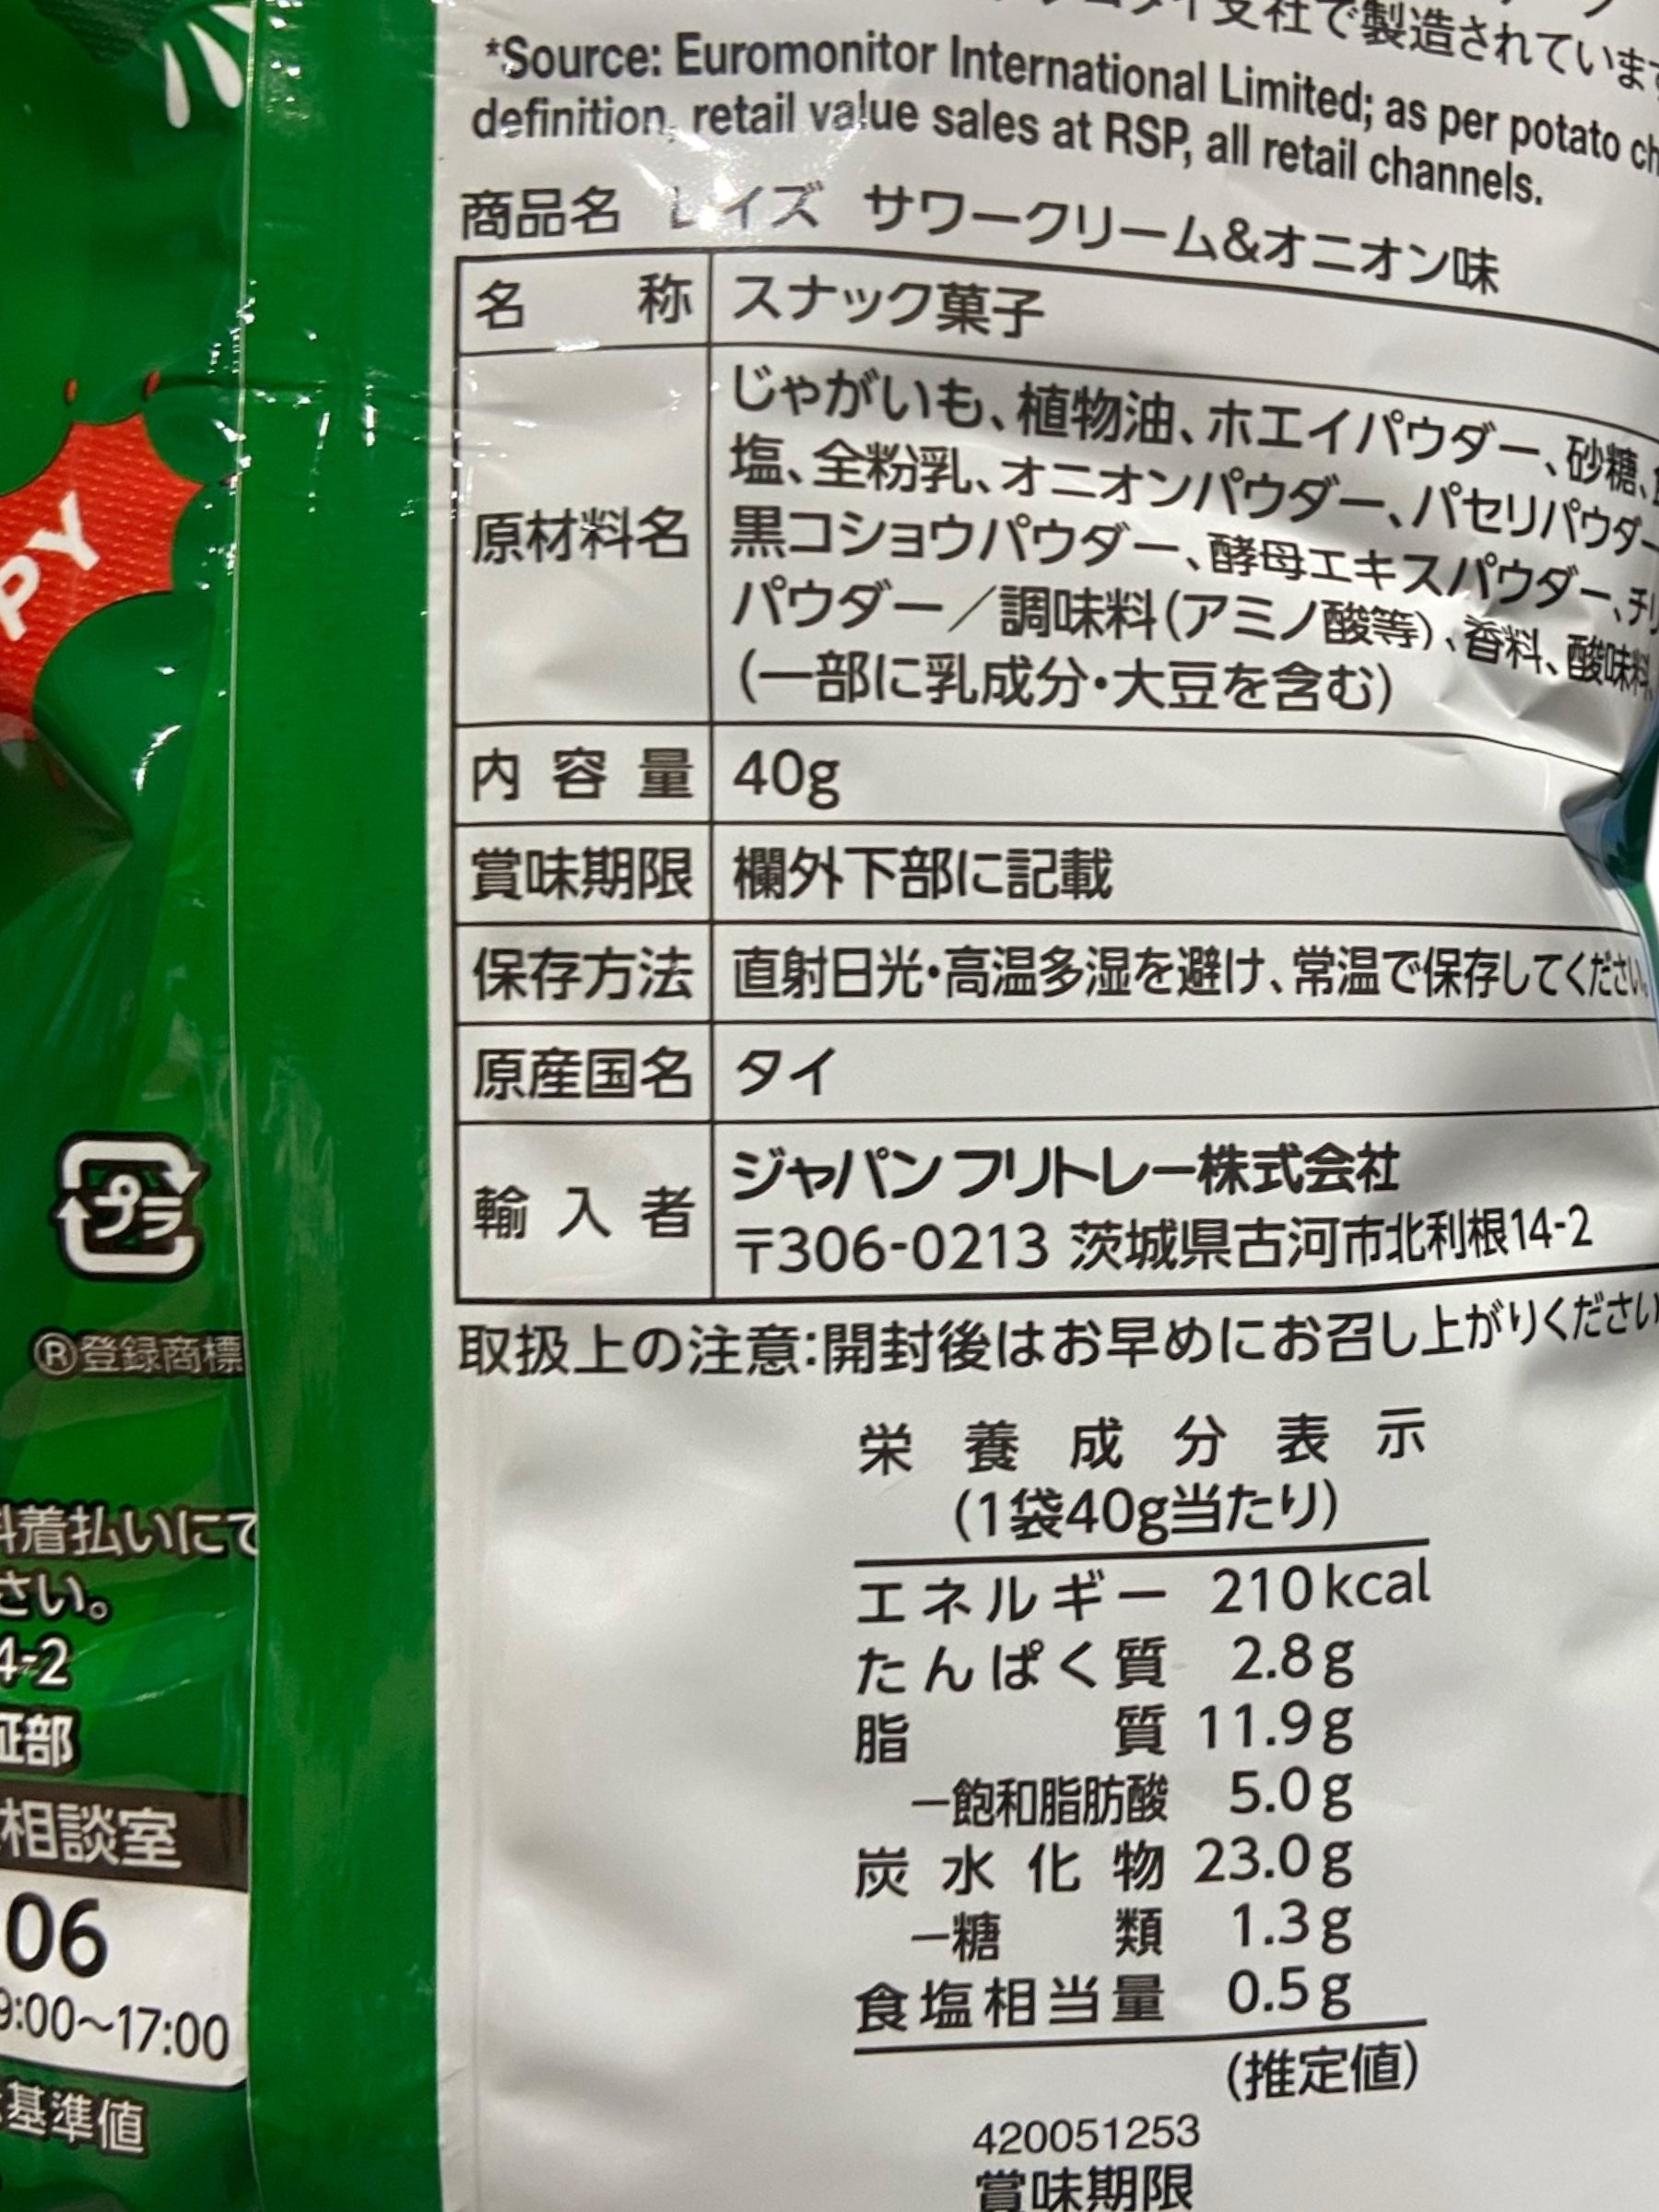 支社で製造されています
*Source: Euromonitor International Limited; as per potato
definition, retail value sales at RSP, all retail channels.
商品名 レイズ サワークリーム&オニオン味
名 称 スナック菓子
原材料名 じゃがいも、植物油、ホエイパウダー、砂糖、
塩、全粉乳、オニオンパウダー、パセリパウダー
黒コショウパウダー、酵母エキスパウダー、チリ
パウダー/調味料(アミノ酸等)、香料、酸味料
(一部に乳成分・大豆を含む)
内容量 40g
賞味期限 欄外下部に記載
保存方法 直射日光・高温多湿を避け、常温で保存してください。
原産国名 タイ
輸入者 ジャパン フリトレー株式会社
〒306-0213 茨城県古河市北利根14-2
取扱上の注意:開封後はお早めにお召し上がりください
栄養成分表示
(1袋40g当たり)
エネルギー 210kcal
たんぱく質 2.8g
脂質 11.9g
ー飽和脂肪酸 5.0g
炭水化物 23.0g
ー糖類 1.3g
食塩相当量 0.5g
(推定値)
420051253
賞味期限
PY
プラ
®登録商標
着払いにて
さい。
4-2
証部
相談室
06
9:00〜17:00
基準値